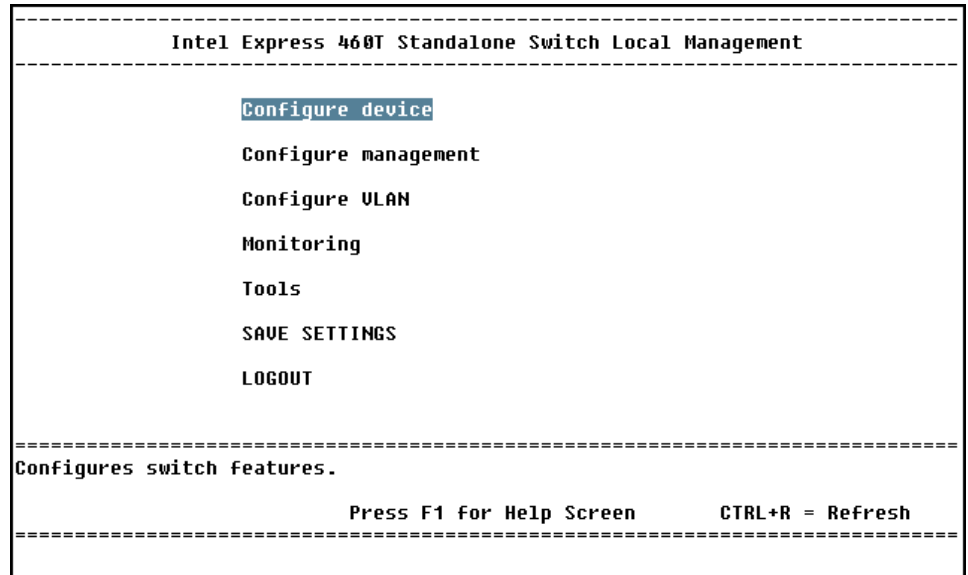 Intel Express 460T Standalone Switch Local Management
Configure device
Configure management
Configure VLAN
Monitoring
Tools
SAVE SETTINGS
LOGOUT
Configures switch features.
Press F1 for Help Screen CTRL+R = Refresh